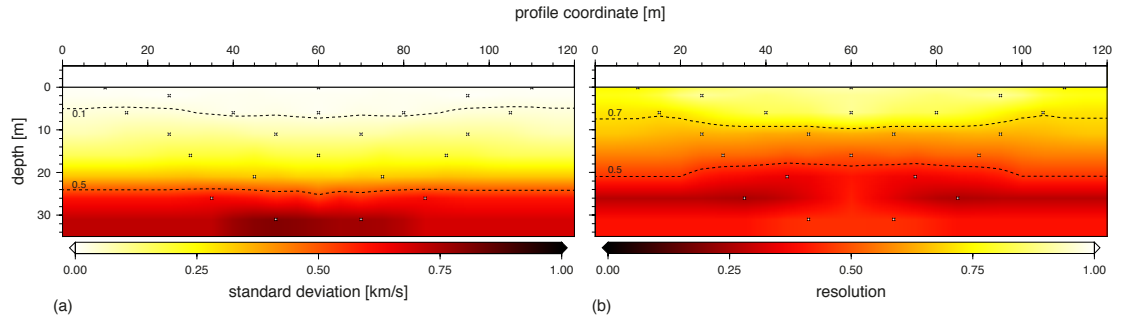 profile coordinate [m]
0 20 40 60 80 100 120
0 20 40 60 80 100 120
depth [m]
0
10
20
30
0.1
0.5
0.7
0.5
0.00 0.25 0.50 0.75 1.00
0.00 0.25 0.50 0.75 1.00
(a) standard deviation [km/s]
(b) resolution